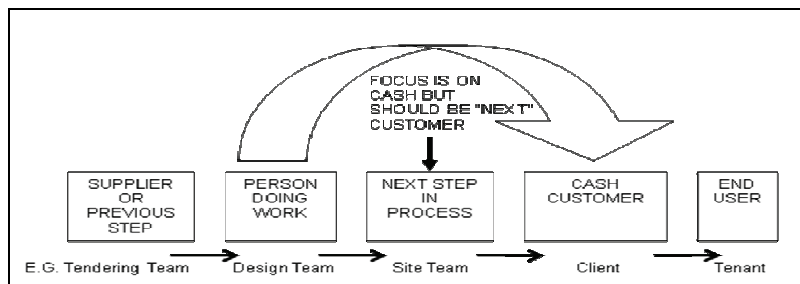 FOCUS IS ON
CASH BUT
SHOULD BE "NEXT"
CUSTOMER
SUPPLIER
OR
PREVIOUS
STEP
PERSON
DOING
WORK
NEXT STEP
IN
PROCESS
CASH
CUSTOMER
END
USER
E.G. Tendering Team
Design Team
Site Team
Client
Tenant